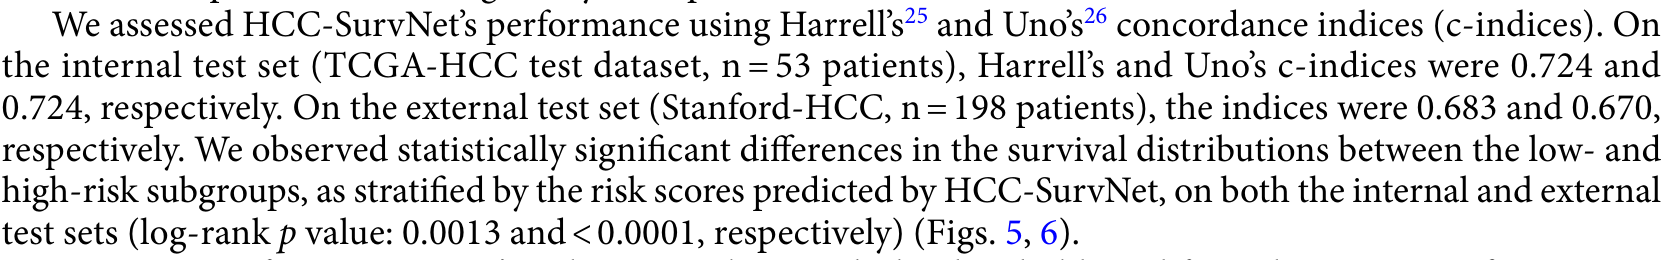 We assessed HCC-SurvNet’s performance using Harrell’s25 and Uno’s26 concordance indices (c-indices). On
the internal test set (TCGA-HCC test dataset, n = 53 patients), Harrell’s and Uno’s c-indices were 0.724 and
0.724, respectively. On the external test set (Stanford-HCC, n = 198 patients), the indices were 0.683 and 0.670,
respectively. We observed statistically significant differences in the survival distributions between the low- and
high-risk subgroups, as stratified by the risk scores predicted by HCC-SurvNet, on both the internal and external
test sets (log-rank p value: 0.0013 and < 0.0001, respectively) (Figs. 5, 6).